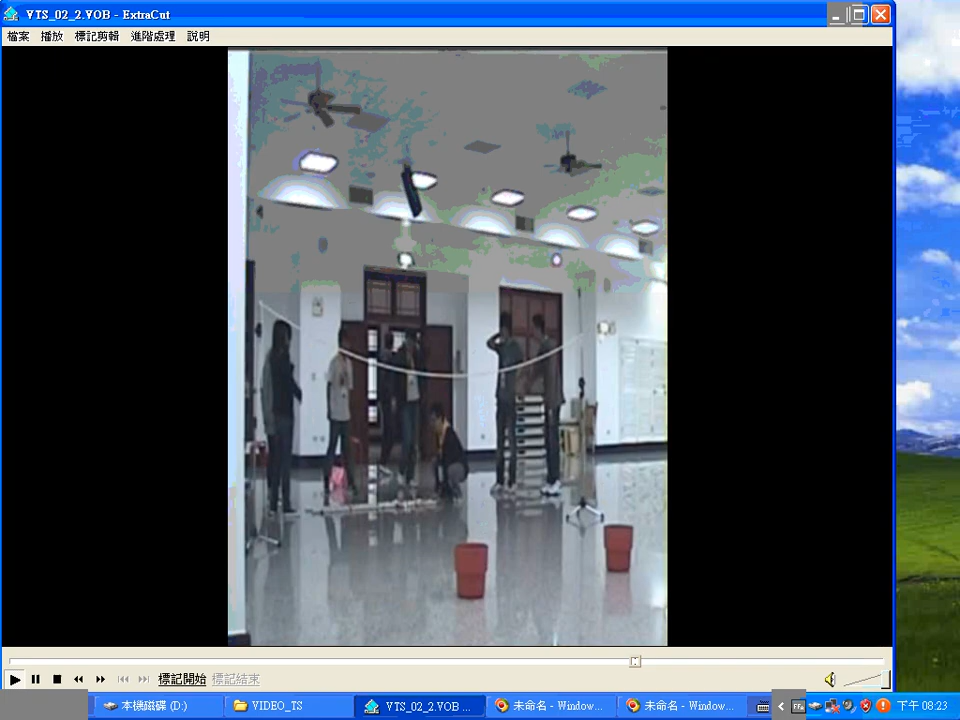 VTS_02_2.VOB - ExtraCut
檔案 播放 標記剪輯 進階處理 說明
標記開始 標記結束
本機磁碟 (D:) VIDEO_TS VTS_02_2.VOB ... 未命名 - Window... 未命名 - Window... 下午 08:23